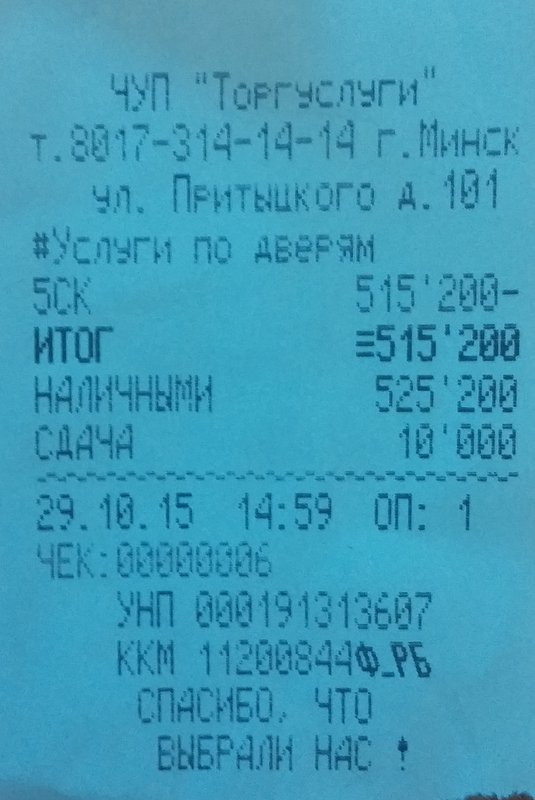 ЧУП "Торгуслуги"
т.8017-314-14-14 г.Минск
ул. Притыцкого д.101
#Услуги по дверям
5СК 515'200-
ИТОГ ≡515'200
НАЛИЧНЫМИ 525'200
СДАЧА 10'000
29.10.15 14:59 ОП: 1
ЧЕК:00000006
УНП 000191313607
ККМ 11200844Ф_РБ
СПАСИБО, ЧТО
ВЫБРАЛИ НАС !